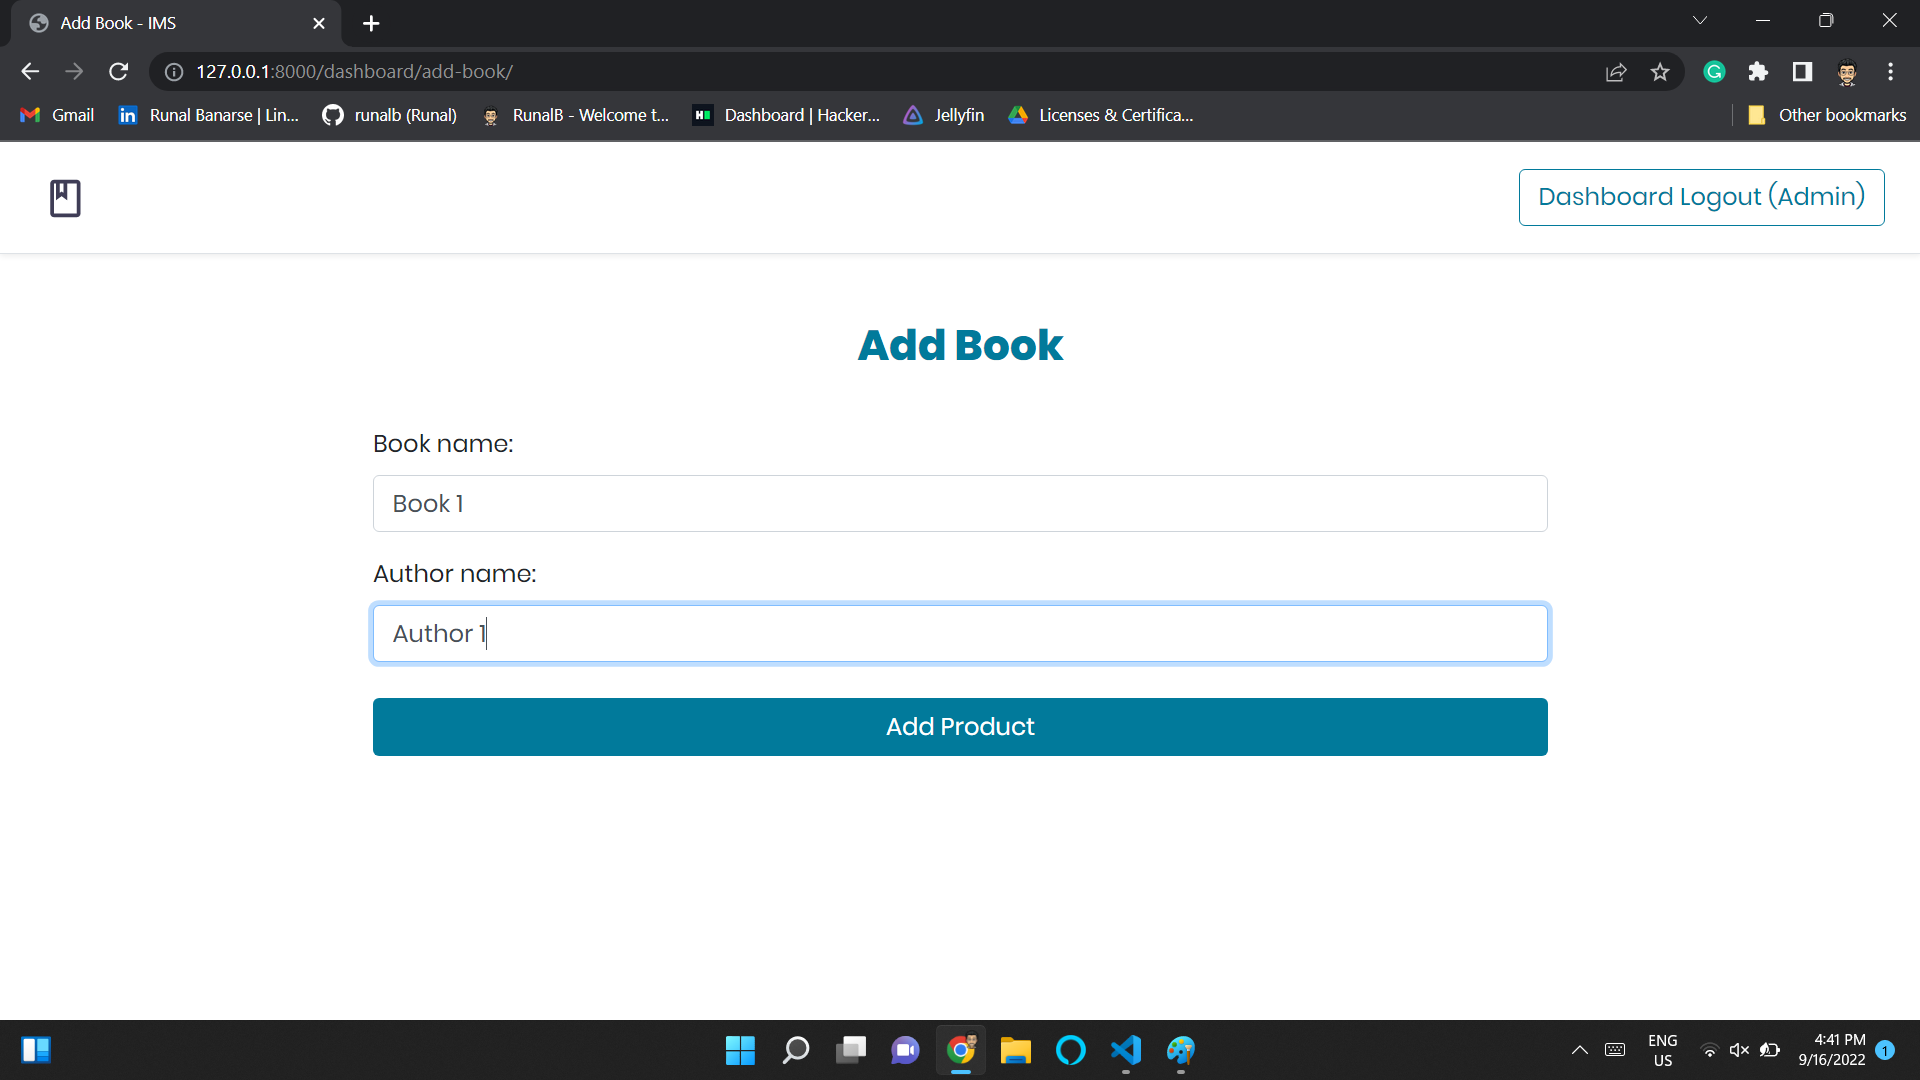 Add Book - IMS
127.0.0.1:8000/dashboard/add-book/
Gmail
Runal Banarse | Lin...
runalb (Runal)
RunalB - Welcome t...
Dashboard | Hacker...
Jellyfin
Licenses & Certifica...
Other bookmarks
Dashboard Logout (Admin)
Add Book
Book name:
Book 1
Author name:
Author 1
Add Product
ENG
US
4:41 PM
9/16/2022
1